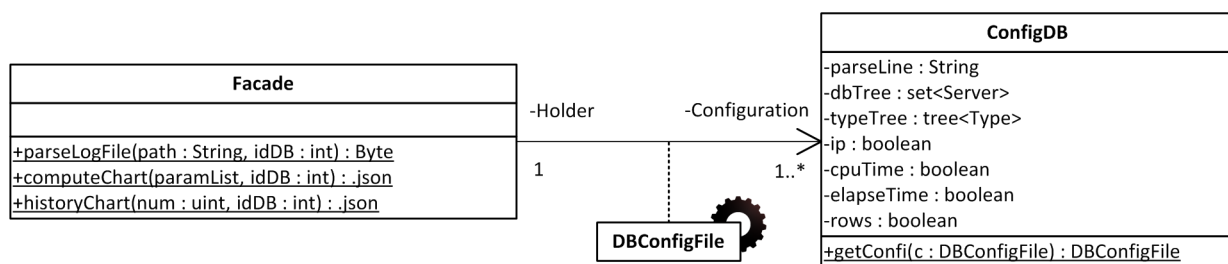 Facade
+parseLogFile(path : String, idDB : int) : Byte
+computeChart(paramList, idDB : int) : .json
+historyChart(num : uint, idDB : int) : .json
-Holder
-Configuration
1
1..*
DBConfigFile
ConfigDB
-parseLine : String
-dbTree : set<Server>
-typeTree : tree<Type>
-ip : boolean
-cpuTime : boolean
-elapseTime : boolean
-rows : boolean
+getConfi(c : DBConfigFile) : DBConfigFile